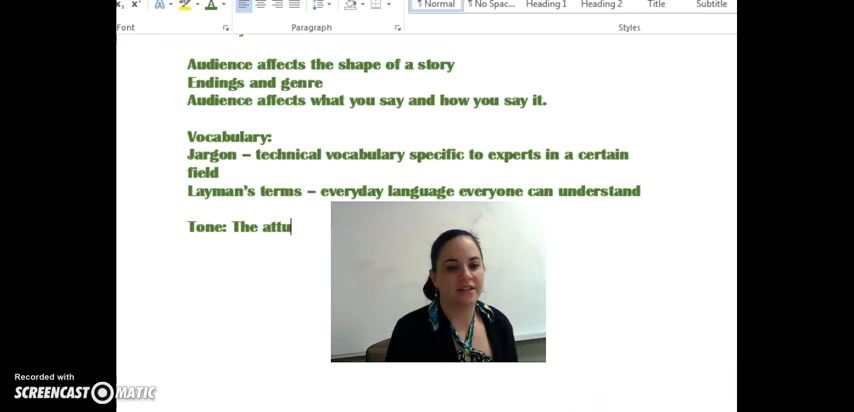 Normal
No Spac...
Heading 1
Heading 2
Title
Subtitle
Font
Paragraph
Styles
Audience affects the shape of a story
Endings and genre
Audience affects what you say and how you say it.
Vocabulary:
Jargon – technical vocabulary specific to experts in a certain
field
Layman's terms – everyday language everyone can understand
Tone: The attu
Recorded with
SCREENCAST MATIC